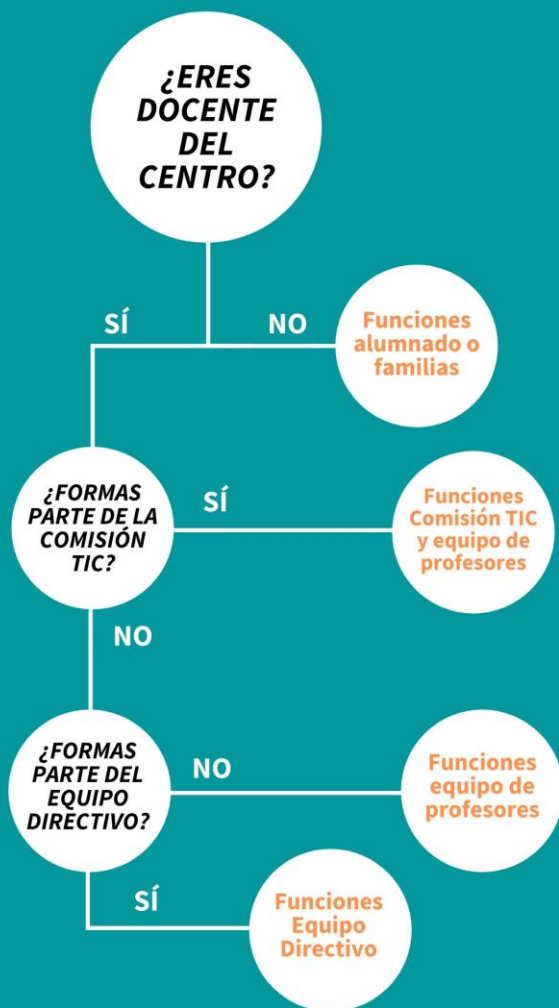 ¿ERES
DOCENTE
DEL
CENTRO?
SÍ
NO
Funciones
alumnado o
familias
¿FORMAS
PARTE DE LA
COMISIÓN
TIC?
SÍ
Funciones
Comisión TIC
y equipo de
profesores
NO
¿FORMAS
PARTE DEL
EQUIPO
DIRECTIVO?
NO
Funciones
equipo de
profesores
SÍ
Funciones
Equipo
Directivo